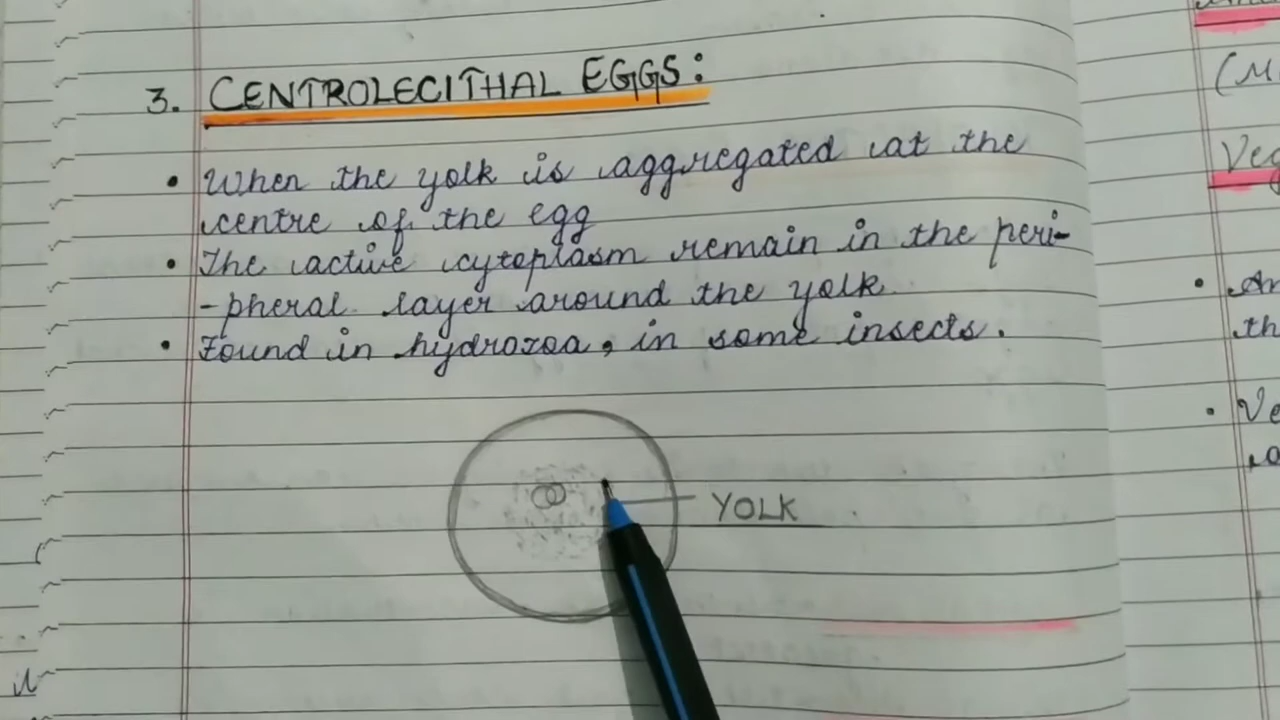 3. CENTROLECITHAL EGGS:
• When the yolk is aggregated at the
centre of the egg
• The active cytoplasm remain in the peri-
-pheral layer around the yolk
• Found in hydrozoa, in some insects.
YOLK